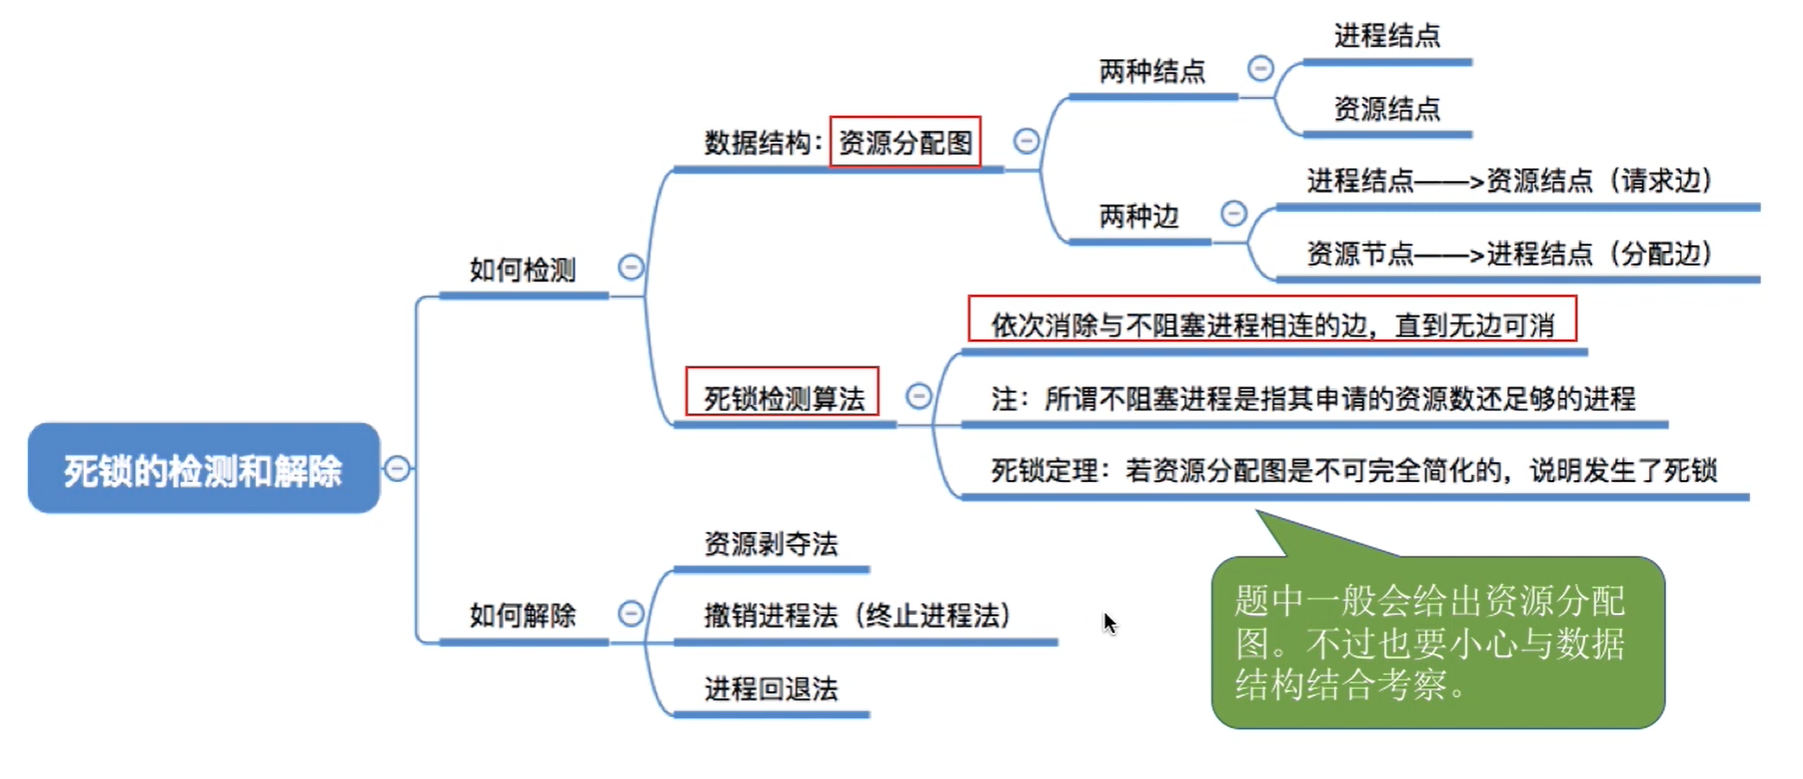 死锁的检测和解除
如何检测
数据结构：资源分配图
两种结点
进程结点
资源结点
两种边
进程结点——>资源结点（请求边）
资源节点——>进程结点（分配边）
死锁检测算法
依次消除与不阻塞进程相连的边，直到无边可消
注：所谓不阻塞进程是指其申请的资源数还足够的进程
死锁定理：若资源分配图是不可完全简化的，说明发生了死锁
如何解除
资源剥夺法
撤销进程法（终止进程法）
进程回退法
题中一般会给出资源分配
图。不过也要小心与数据
结构结合考察。